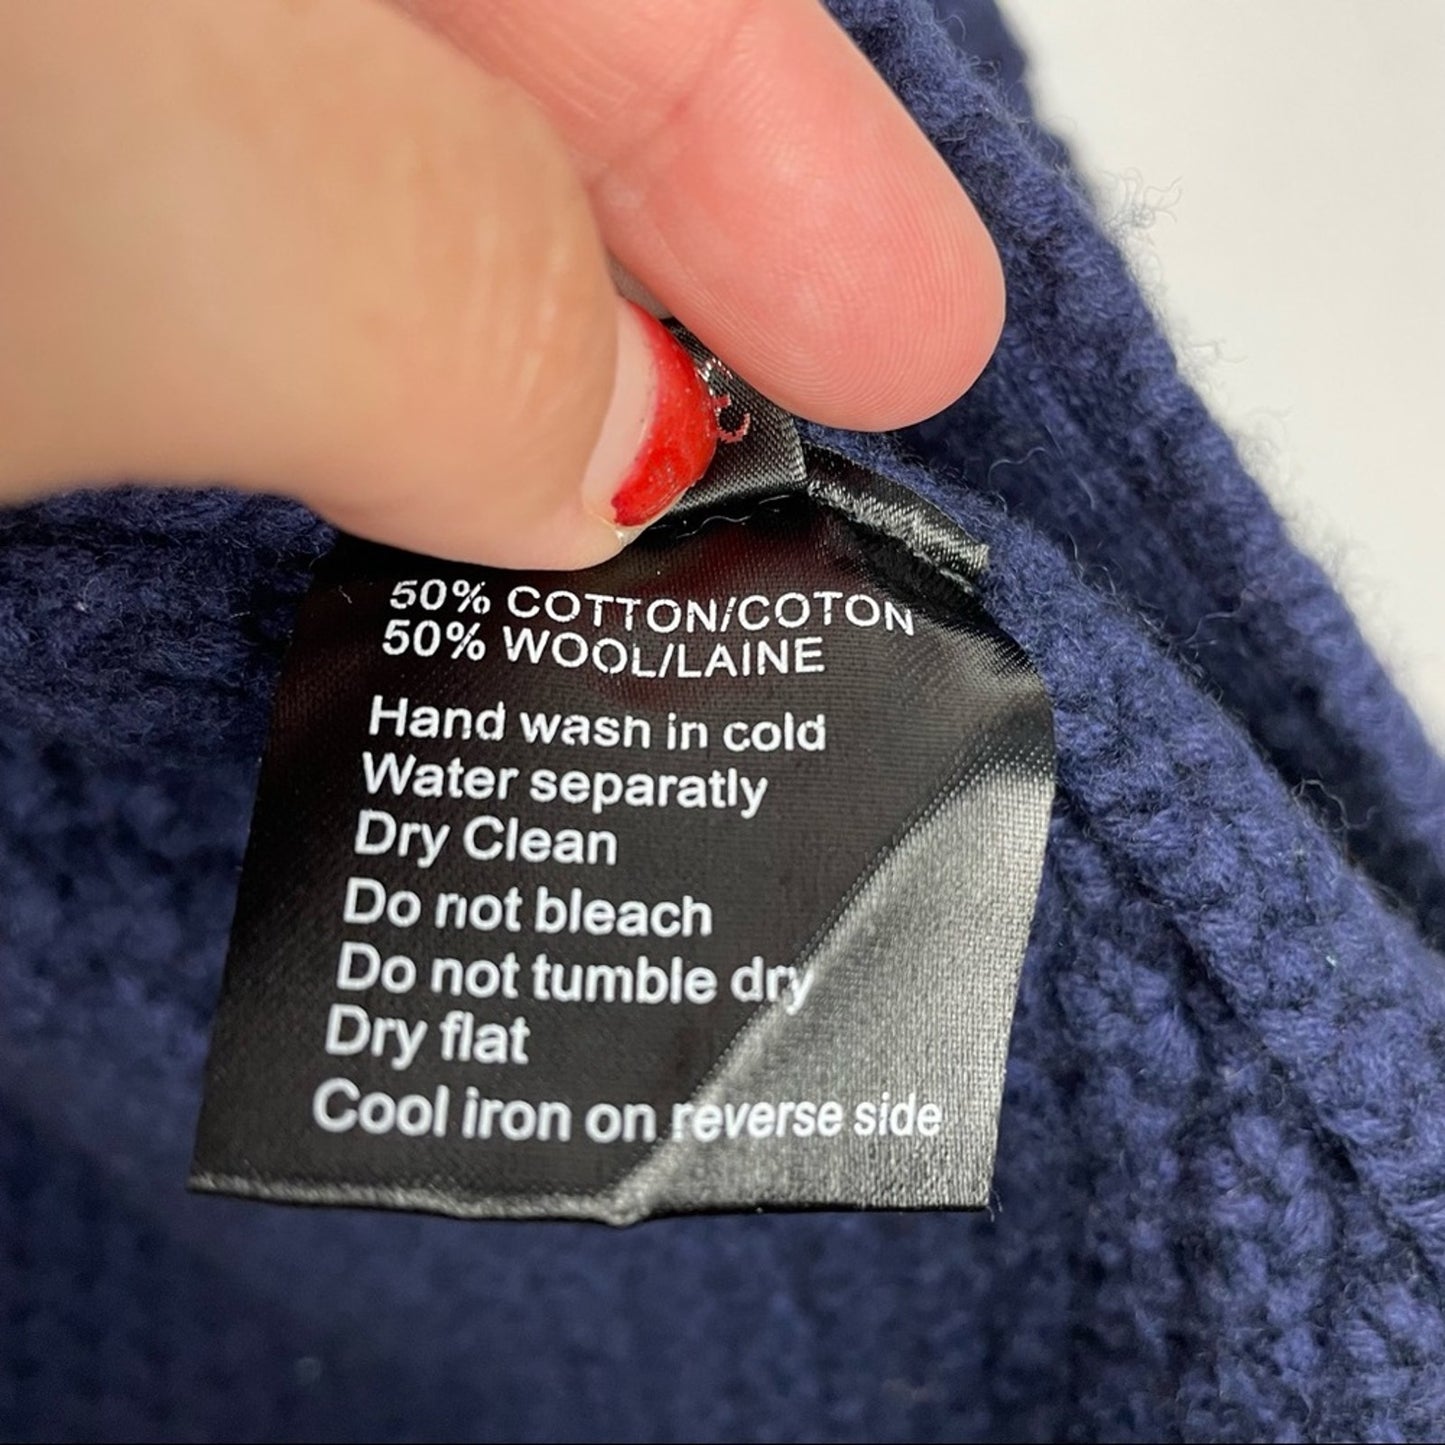 50% COTTON/COTON
50% WOOL/LAINE
Hand wash in cold
Water separatly
Dry Clean
Do not bleach
Do not tumble dry
Dry flat
Cool iron on reverse side